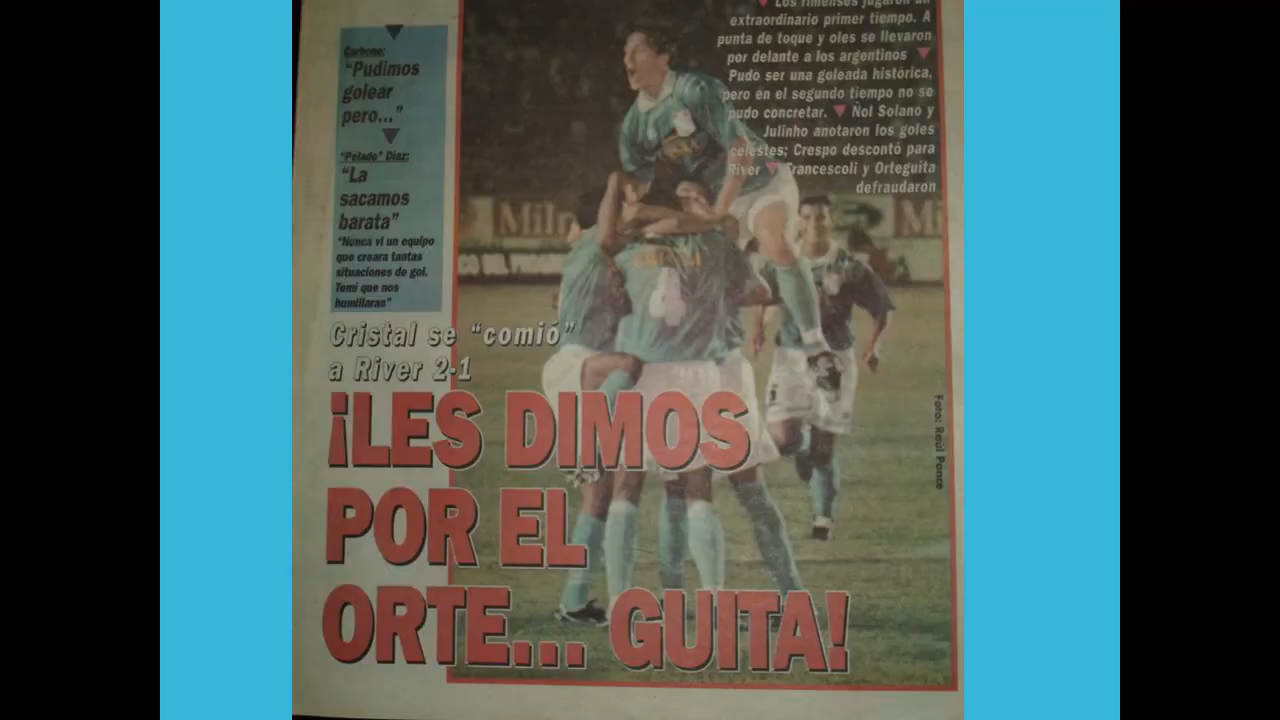 Los rimenses jugaron un
extraordinario primer tiempo. A
punta de toque y oles se llevaron
por delante a los argentinos
Pudo ser una goleada histórica,
pero en el segundo tiempo no se
pudo concretar. Ñol Solano y
Julinho anotaron los goles
celestes; Crespo descontó para
River Francescoli y Orteguita
defraudaron
Carbone:
"Pudimos
golear
pero..."
"Pelado" Díaz:
"La
sacamos
barata"
"Nunca vi un equipo
que creara tantas
situaciones de gol.
Temí que nos
humillaran"
Cristal se "comió"
a River 2-1
¡LES DIMOS
POR EL
ORTE... GUITA!
Foto: Raúl Ponce